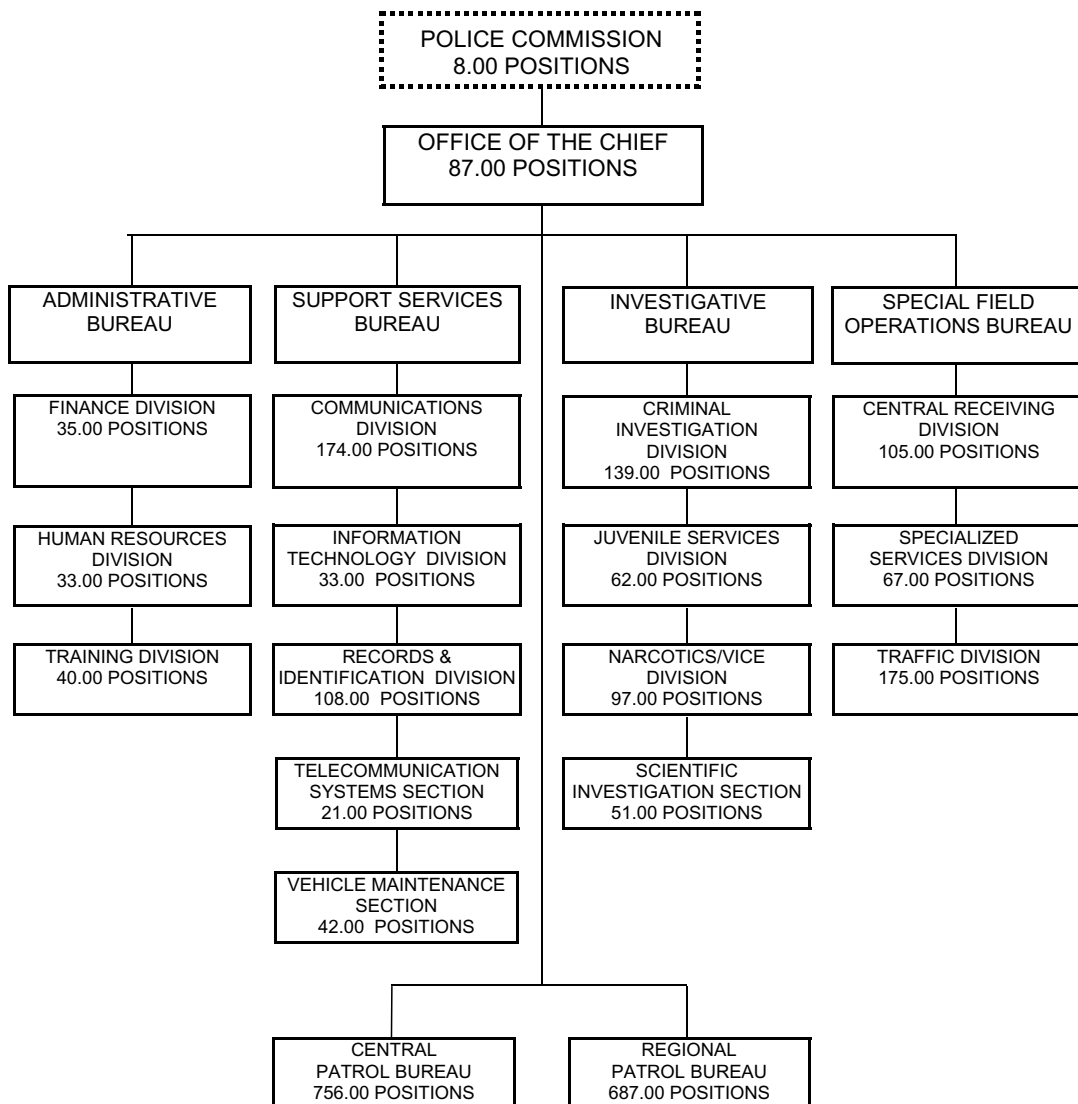 POLICE COMMISSION
8.00 POSITIONS
OFFICE OF THE CHIEF
87.00 POSITIONS
ADMINISTRATIVE
BUREAU
SUPPORT SERVICES
BUREAU
INVESTIGATIVE
BUREAU
SPECIAL FIELD
OPERATIONS BUREAU
FINANCE DIVISION
35.00 POSITIONS
COMMUNICATIONS
DIVISION
174.00 POSITIONS
CRIMINAL
INVESTIGATION
DIVISION
139.00 POSITIONS
CENTRAL RECEIVING
DIVISION
105.00 POSITIONS
HUMAN RESOURCES
DIVISION
33.00 POSITIONS
INFORMATION
TECHNOLOGY DIVISION
33.00 POSITIONS
JUVENILE SERVICES
DIVISION
62.00 POSITIONS
SPECIALIZED
SERVICES DIVISION
67.00 POSITIONS
TRAINING DIVISION
40.00 POSITIONS
RECORDS &
IDENTIFICATION DIVISION
108.00 POSITIONS
NARCOTICS/VICE
DIVISION
97.00 POSITIONS
TRAFFIC DIVISION
175.00 POSITIONS
TELECOMMUNICATION
SYSTEMS SECTION
21.00 POSITIONS
SCIENTIFIC
INVESTIGATION SECTION
51.00 POSITIONS
VEHICLE MAINTENANCE
SECTION
42.00 POSITIONS
CENTRAL
PATROL BUREAU
756.00 POSITIONS
REGIONAL
PATROL BUREAU
687.00 POSITIONS